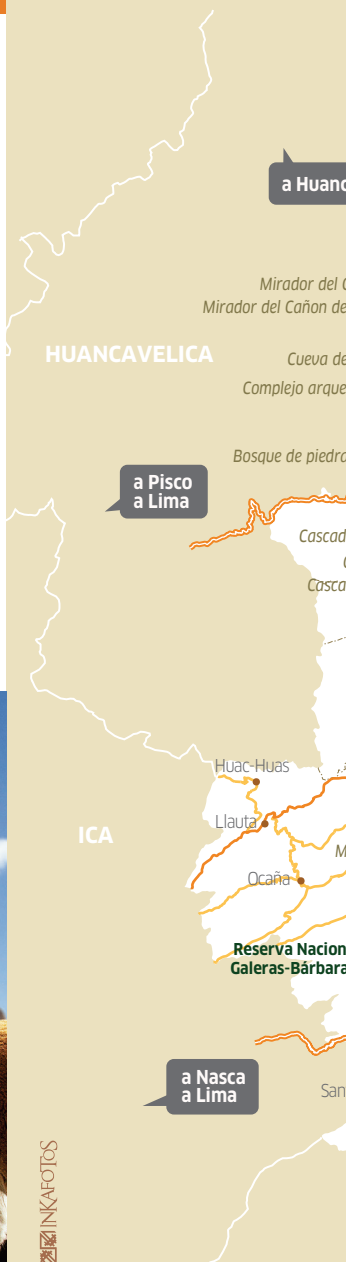 a Huanc
Mirador del C
Mirador del Cañon de
HUANCAVELICA
Cueva de
Complejo arque
Bosque de piedra
a Pisco
a Lima
Cascad
C
Casca
Huac-Huas
Llauta
ICA
M
Ocaña
Reserva Nacion
Galeras-Bárbara
a Nasca
a Lima
San
INKAFOTOS